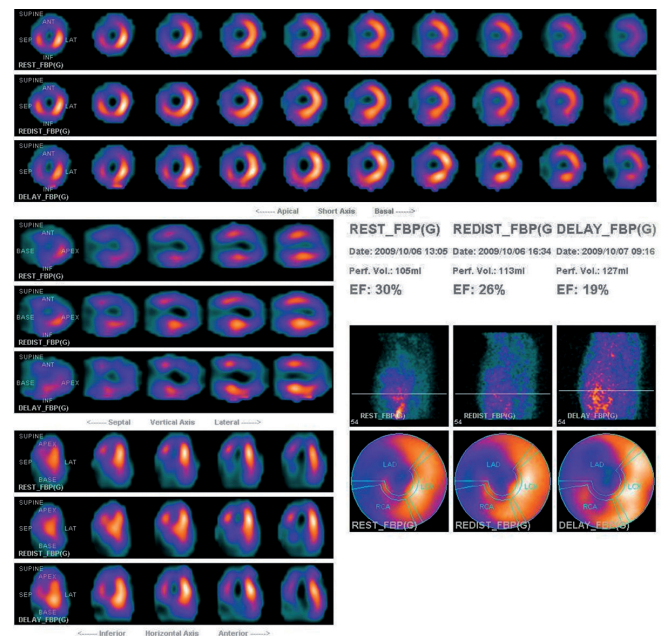 SUPINE
ANT
SEP LAT
INF
REST_FBP(G)
SUPINE
ANT
SEP LAT
INF
REDIST_FBP(G)
SUPINE
ANT
SEP LAT
INF
DELAY_FBP(G)
<------ Apical Short Axis Basal ------>
SUPINE
ANT
BASE APEX
INF
REST_FBP(G)
SUPINE
ANT
BASE APEX
INF
REDIST_FBP(G)
SUPINE
ANT
BASE APEX
INF
DELAY_FBP(G)
<------ Septal Vertical Axis Lateral ------>
SUPINE
APEX
SEP LAT
BASE
REST_FBP(G)
SUPINE
APEX
SEP LAT
BASE
REDIST_FBP(G)
SUPINE
APEX
SEP LAT
BASE
DELAY_FBP(G)
<------ Inferior Horizontal Axis Anterior ------>
REST_FBP(G) REDIST_FBP(G DELAY_FBP(G)
Date: 2009/10/06 13:05 Date: 2009/10/06 16:34 Date: 2009/10/07 09:16
Perf. Vol.: 105ml Perf. Vol.: 113ml Perf. Vol.: 127ml
EF: 30% EF: 26% EF: 19%
REST_FBP(G) REDIST_FBP(G) DELAY_FBP(G)
54 54 54
LAD LAD LAD
LCX LCX LCX
RCA RCA RCA
REST_FBP(G) REDIST_FBP(G) DELAY_FBP(G)